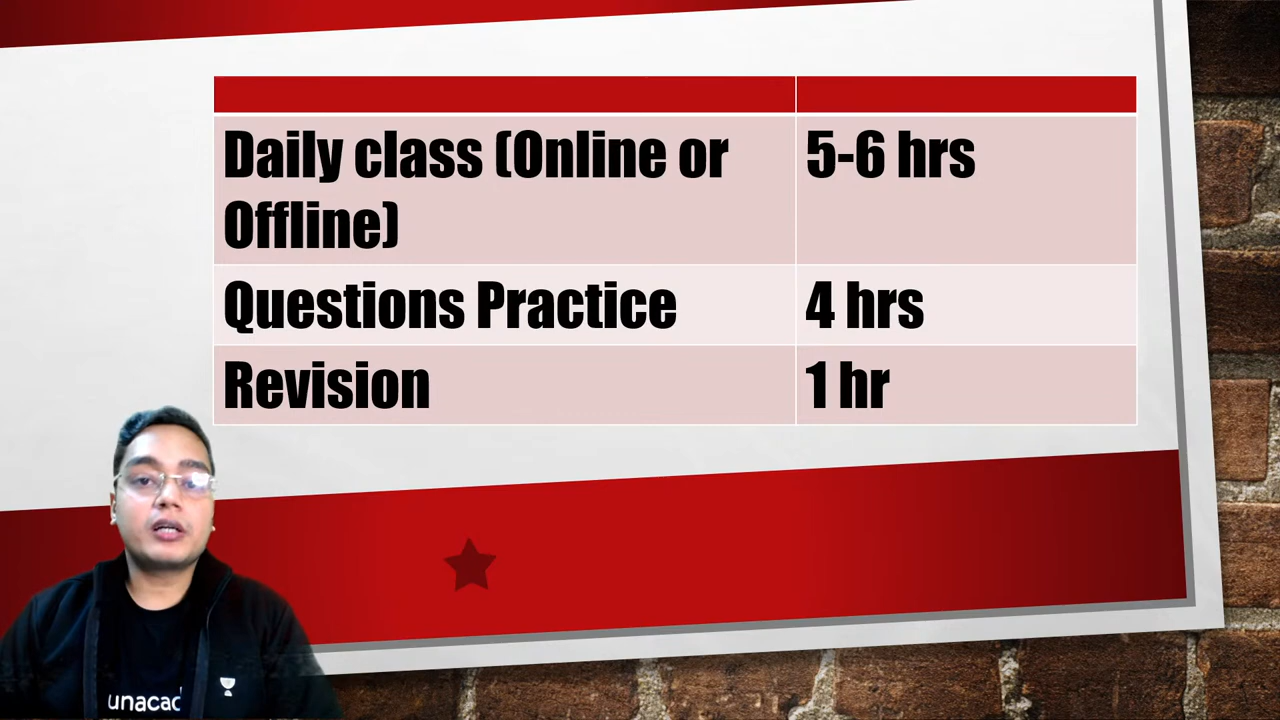 Daily class (Online or
5-6 hrs
Offline)
Questions Practice
4 hrs
Revision
1 hr
unacad